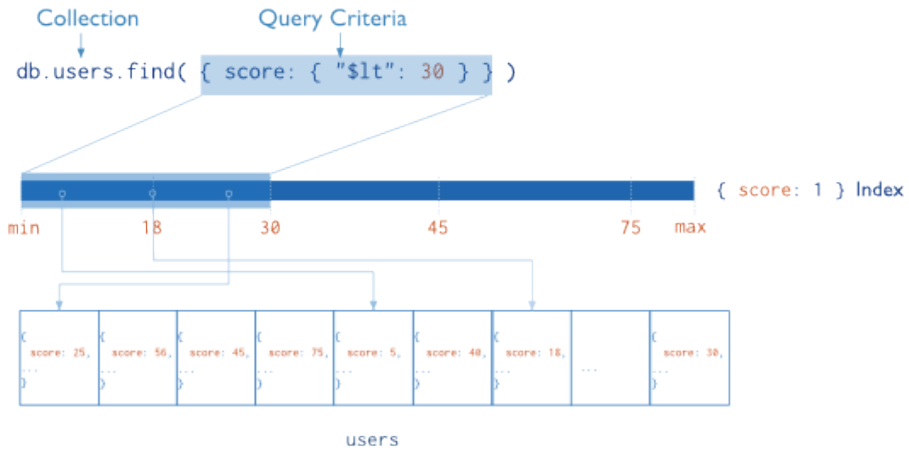 Collection Query Criteria
db.users.find( { score: { "$lt": 30 } } )
{ score: 1 } Index
min 18 30 45 75 max
{ { { { { { { {
score: 25, score: 56, score: 45, score: 75, score: 5, score: 40, score: 18, score: 30,
... ... ... ... ... ... ... ... ...
} } } } } } } }
users